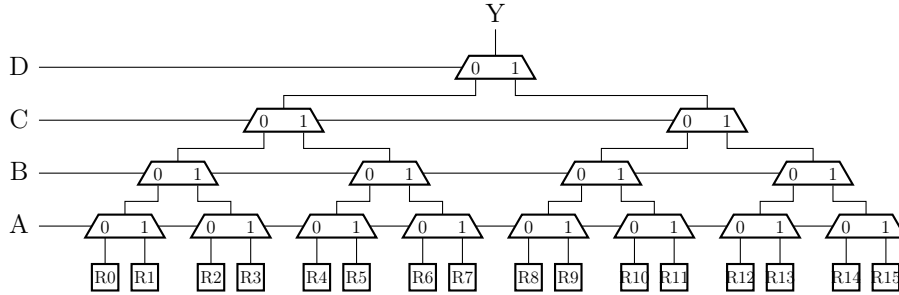 Y
D 0 1
C 0 1 0 1
B 0 1 0 1 0 1 0 1
A 0 1 0 1 0 1 0 1 0 1 0 1 0 1 0 1
R0 R1 R2 R3 R4 R5 R6 R7 R8 R9 R10 R11 R12 R13 R14 R15